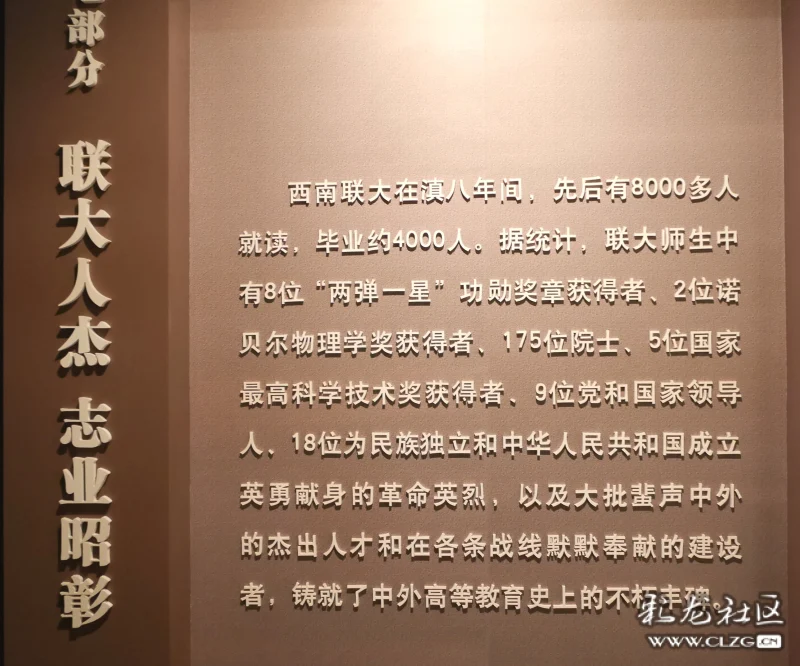 部分
联大人杰 志业昭彰
西南联大在滇八年间，先后有8000多人
就读，毕业约4000人。据统计，联大师生中
有8位“两弹一星”功勋奖章获得者、2位诺
贝尔物理学奖获得者、175位院士、5位国家
最高科学技术奖获得者、9位党和国家领导
人、18位为民族独立和中华人民共和国成立
英勇献身的革命英烈，以及大批蜚声中外
的杰出人才和在各条战线默默奉献的建设
者，铸就了中外高等教育史上的不朽丰碑。
彩龙社区
WWW.CLZG.CN